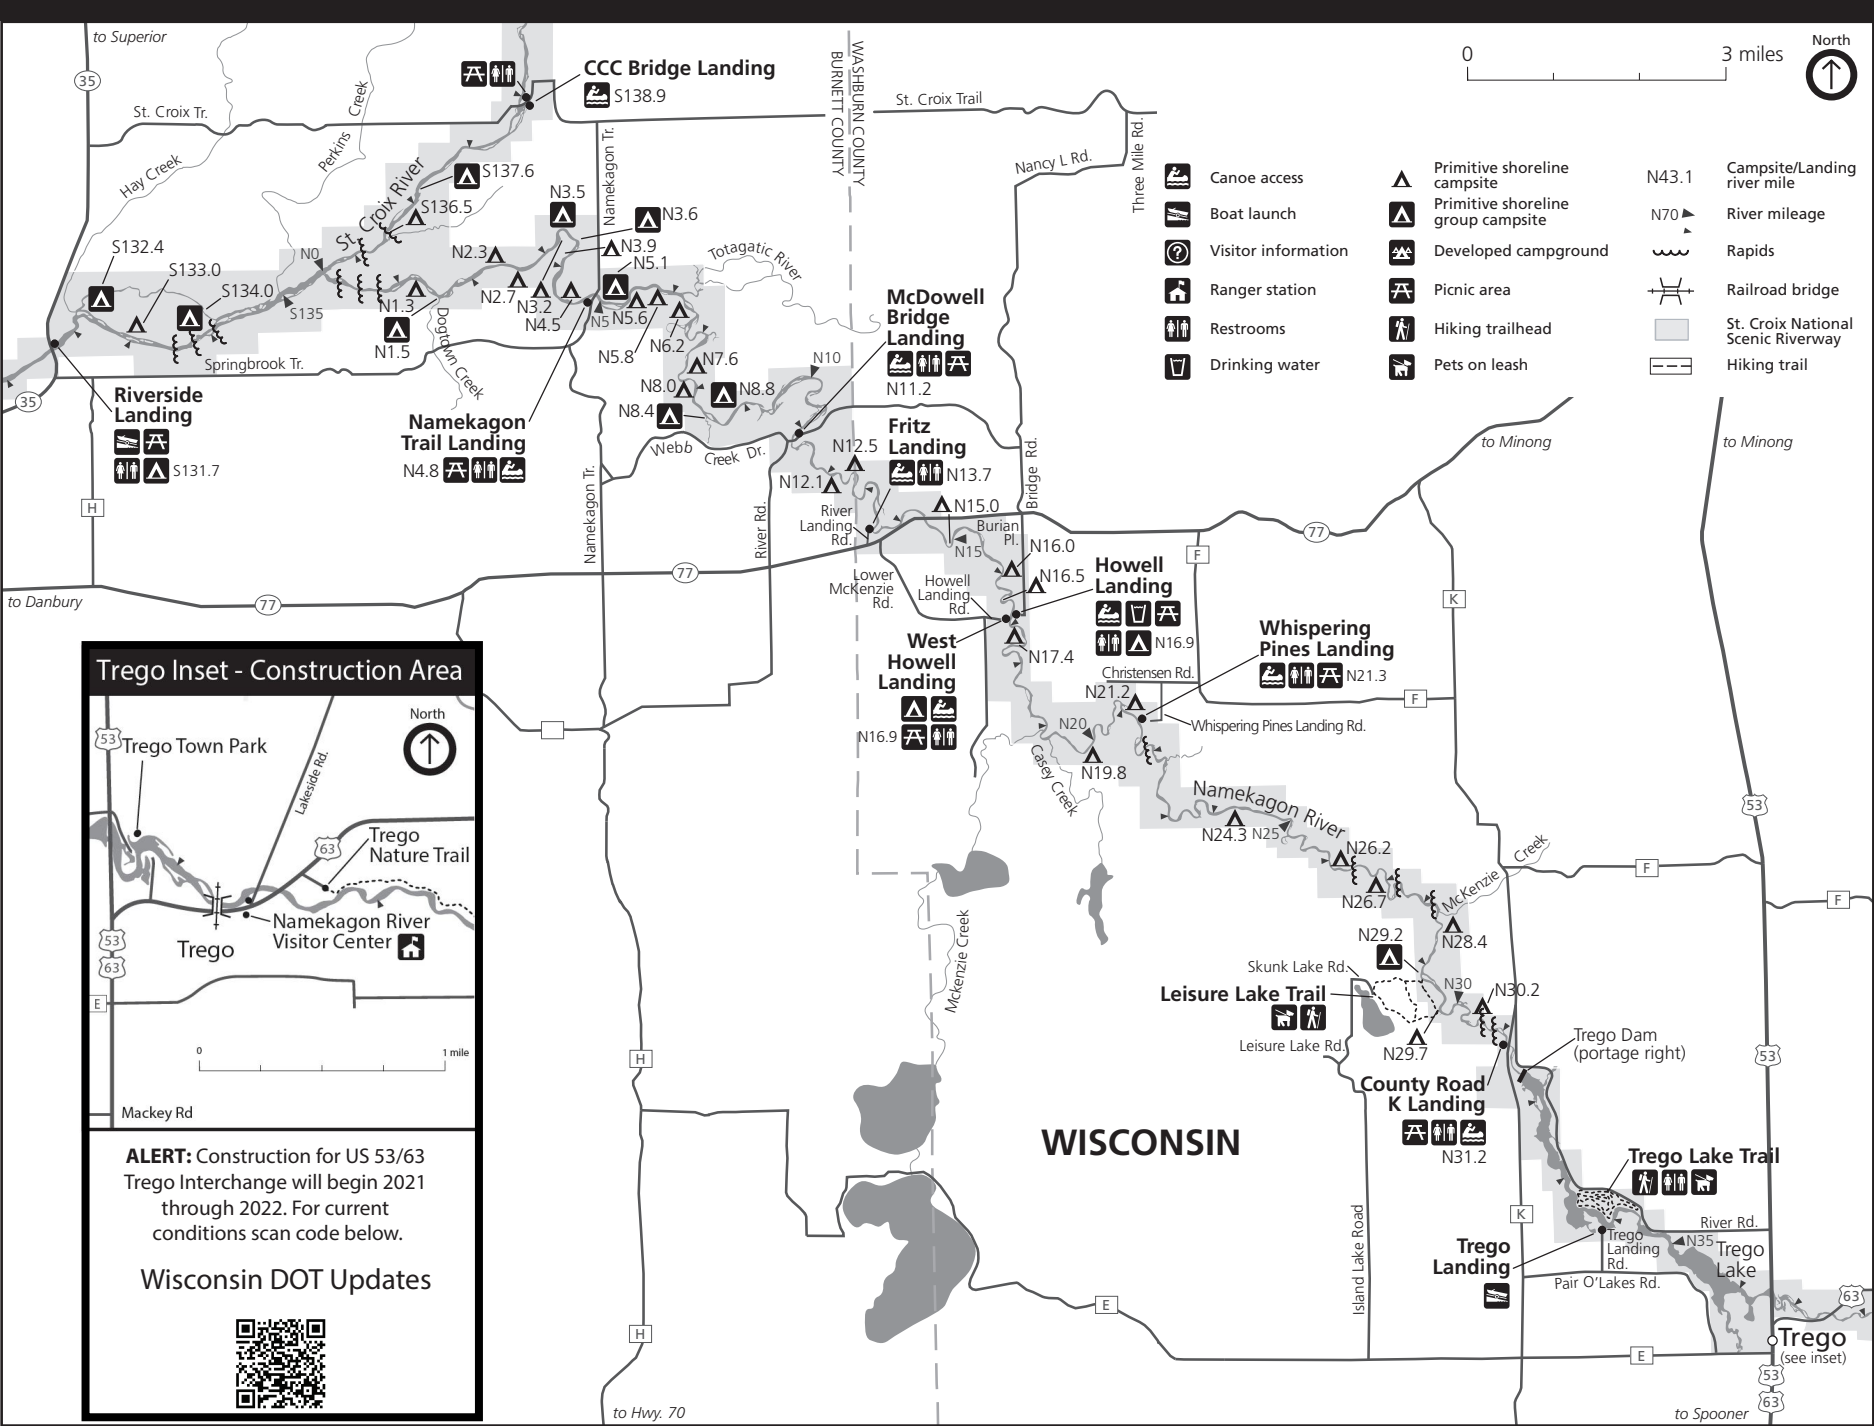 to Superior
35
St. Croix Tr.
Hay Creek
Perkins Creek
CCC Bridge Landing
S138.9
WASHBURN COUNTY
BURNETT COUNTY
St. Croix Trail
Nancy L Rd.
Three Mile Rd.
0 3 miles
North
Canoe access
Boat launch
Visitor information
Ranger station
Restrooms
Drinking water
Primitive shoreline
campsite
Primitive shoreline
group campsite
Developed campground
Picnic area
Hiking trailhead
Pets on leash
N43.1
Campsite/Landing
river mile
N70
River mileage
Rapids
Railroad bridge
St. Croix National
Scenic Riverway
Hiking trail
St. Croix River
S137.6
S136.5
N3.5
Namekagon Tr.
N3.6
N3.9
N5.1
Totagatic River
S132.4
S133.0
S134.0
N0
S135
N2.3
N2.7
N3.2
N4.5
N1.3
N1.5
Dogtown Creek
N5
N5.6
N5.8
N6.2
N7.6
N8.0
N8.4
N8.8
N10
Springbrook Tr.
35
Riverside
Landing
S131.7
Namekagon
Trail Landing
N4.8
McDowell
Bridge
Landing
N11.2
Webb Creek Dr.
Fritz
Landing
N13.7
N12.5
N12.1
N15.0
N15
River
Landing
Rd.
Burian
Pl.
Bridge Rd.
River Rd.
Namekagon Tr.
H
to Minong
to Minong
77
77
77
to Danbury
Lower
McKenzie
Rd.
Howell
Landing
Rd.
N16.0
N16.5
Howell
Landing
N16.9
West
Howell
Landing
N16.9
N17.4
F
K
Whispering
Pines Landing
N21.3
Christensen Rd.
N21.2
Whispering Pines Landing Rd.
F
N20
N19.8
Casey Creek
Namekagon River
N24.3
N25
N26.2
N26.7
McKenzie Creek
N28.4
53
F
F
Mckenzie Creek
N29.2
Skunk Lake Rd.
Leisure Lake Trail
N30
N30.2
N29.7
Leisure Lake Rd.
Trego Dam
(portage right)
53
County Road
K Landing
N31.2
WISCONSIN
Trego Lake Trail
Island Lake Road
K
River Rd.
Trego
Landing
Rd.
N35
Trego
Lake
Trego
Landing
Pair O'Lakes Rd.
63
Trego
(see inset)
53
63
to Spooner
E
E
H
H
to Hwy. 70
Trego Inset - Construction Area
North
53
Trego Town Park
Lakeside Rd.
63
Trego
Nature Trail
Namekagon River
Visitor Center
Trego
53
63
E
0 1 mile
Mackey Rd
ALERT: Construction for US 53/63
Trego Interchange will begin 2021
through 2022. For current
conditions scan code below.
Wisconsin DOT Updates